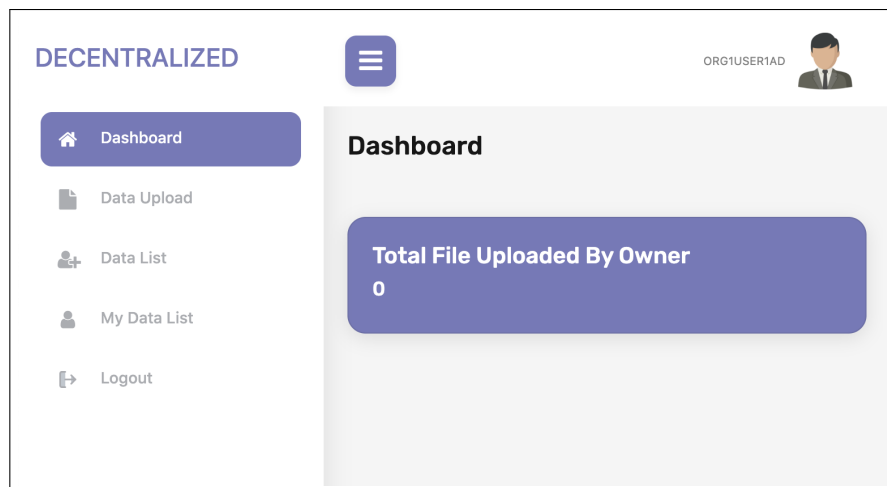 DECENTRALIZED
ORG1USER1AD
Dashboard
Data Upload
Data List
My Data List
Logout
Dashboard
Total File Uploaded By Owner
0